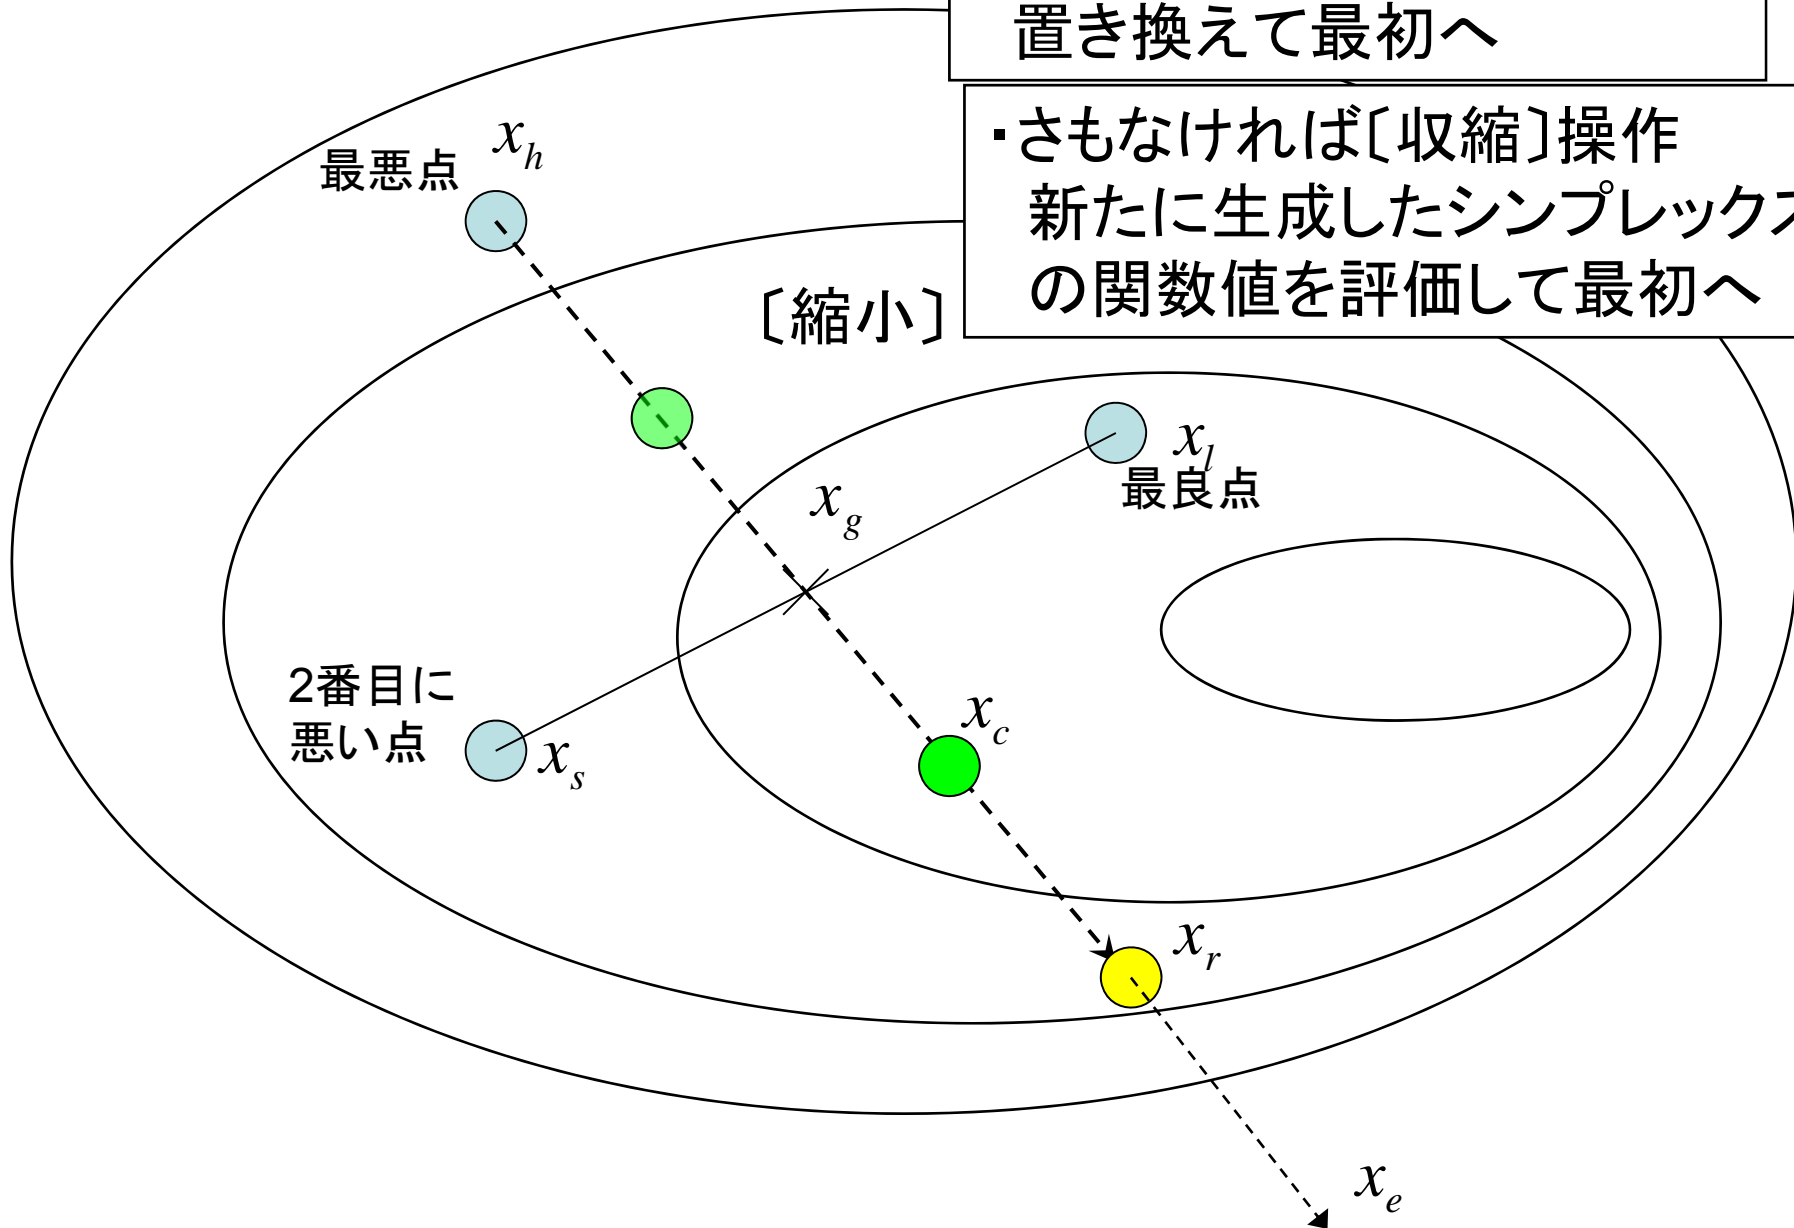 置き換えて最初へ
・さもなければ〔収縮〕操作
新たに生成したシンプレックス
の関数値を評価して最初へ
x_h
最悪点
〔縮小〕
x_l
最良点
x_g
2番目に
悪い点
x_s
x_c
x_r
x_e